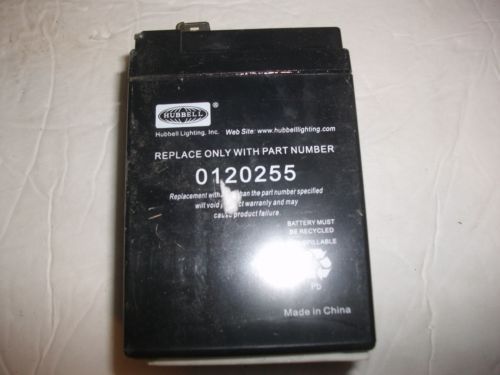 HUBBELL
Hubbell Lighting, Inc. Web Site: www.hubbelllighting.com
REPLACE ONLY WITH PART NUMBER
0120255
Replacement with than the part number specified
will void product warranty and may
cause product failure.
BATTERY MUST
BE RECYCLED
Pb
Made in China